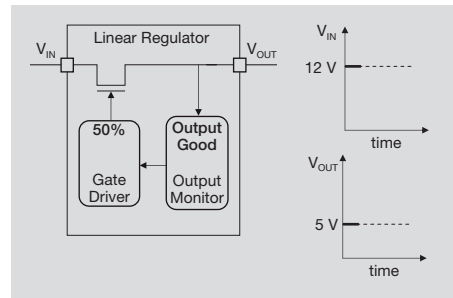 Linear Regulator
V_IN
V_OUT
50%
Gate
Driver
Output
Good
Output
Monitor
V_IN
12 V
time
V_OUT
5 V
time